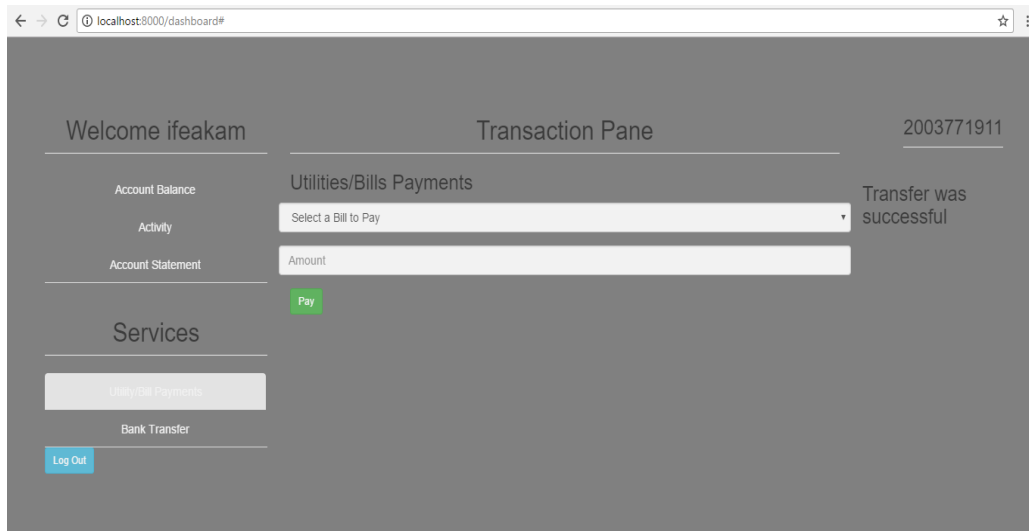 localhost:8000/dashboard#
Welcome ifeakam
Transaction Pane
2003771911
Account Balance
Activity
Account Statement
Services
Utility/Bill Payments
Bank Transfer
Log Out
Utilities/Bills Payments
Select a Bill to Pay
Amount
Pay
Transfer was
successful